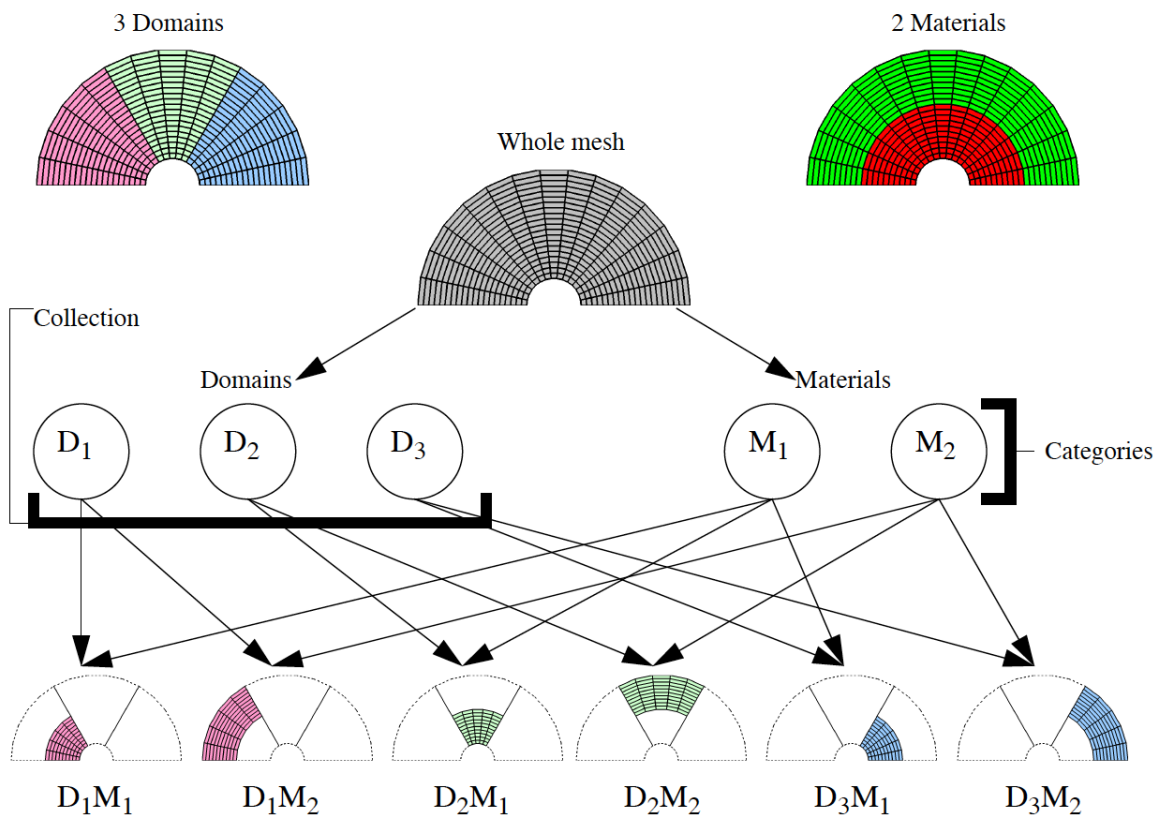 3 Domains
2 Materials
Whole mesh
Collection
Domains
Materials
D1
D2
D3
M1
M2
Categories
D1M1
D1M2
D2M1
D2M2
D3M1
D3M2